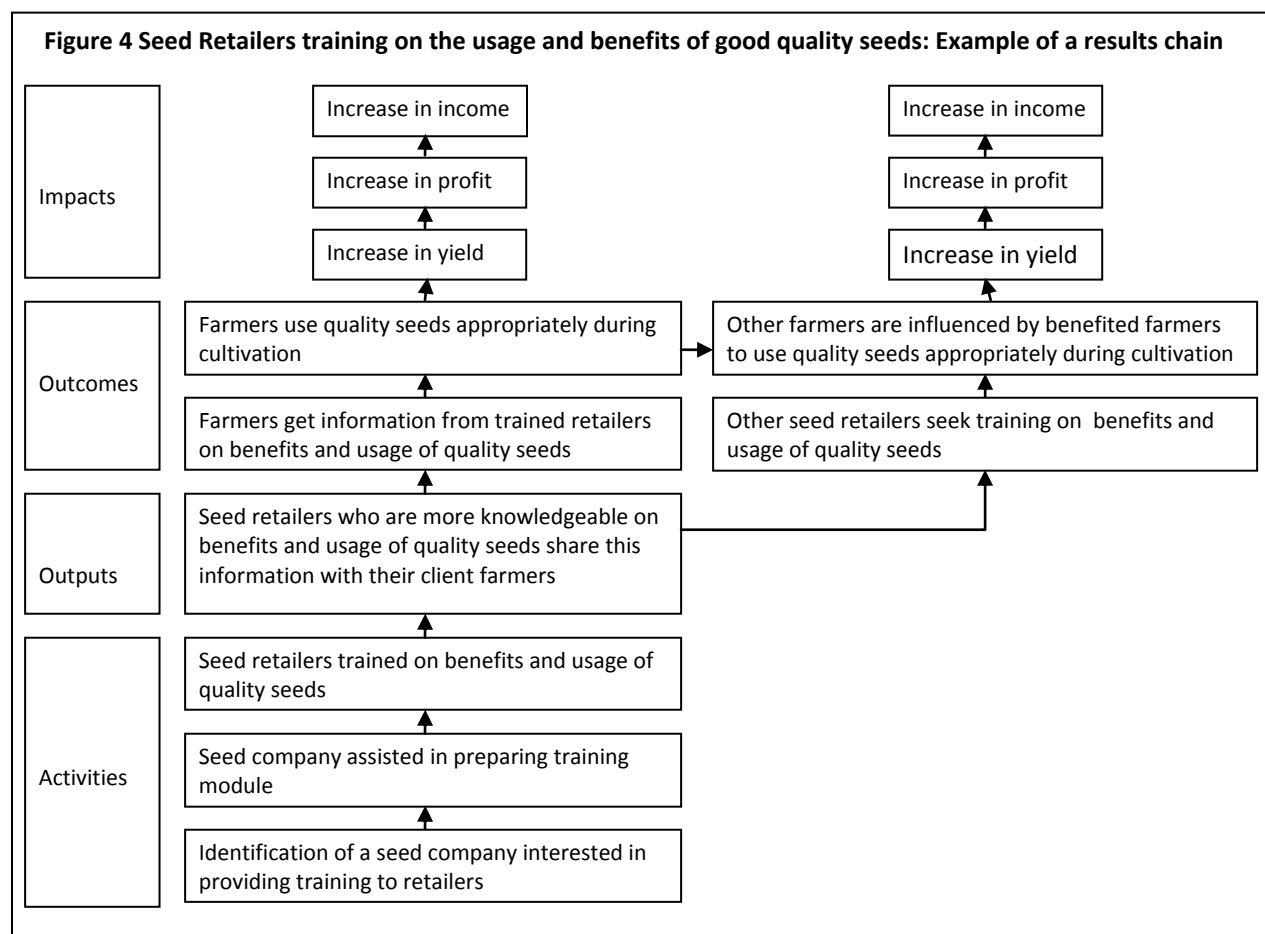 Figure 4 Seed Retailers training on the usage and benefits of good quality seeds: Example of a results chain
Impacts
Increase in income
Increase in profit
Increase in yield
Increase in income
Increase in profit
Increase in yield
Outcomes
Farmers use quality seeds appropriately during
cultivation
Other farmers are influenced by benefited farmers
to use quality seeds appropriately during cultivation
Farmers get information from trained retailers
on benefits and usage of quality seeds
Other seed retailers seek training on  benefits and
usage of quality seeds
Outputs
Seed retailers who are more knowledgeable on
benefits and usage of quality seeds share this
information with their client farmers
Activities
Seed retailers trained on benefits and usage of
quality seeds
Seed company assisted in preparing training
module
Identification of a seed company interested in
providing training to retailers